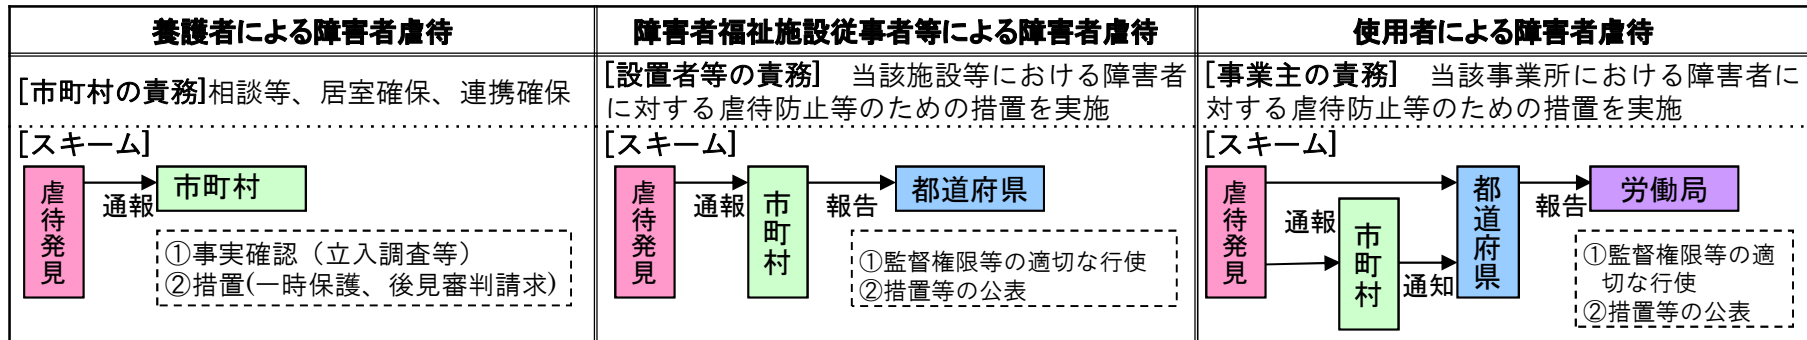 養護者による障害者虐待
[市町村の責務]相談等、居室確保、連携確保
[スキーム]
虐待発見
通報
市町村
①事実確認（立入調査等）
②措置(一時保護、後見審判請求)
障害者福祉施設従事者等による障害者虐待
[設置者等の責務]　当該施設等における障害者
に対する虐待防止等のための措置を実施
[スキーム]
虐待発見
通報
市町村
報告
都道府県
①監督権限等の適切な行使
②措置等の公表
使用者による障害者虐待
[事業主の責務]　当該事業所における障害者に
対する虐待防止等のための措置を実施
[スキーム]
虐待発見
通報
市町村
通知
都道府県
報告
労働局
①監督権限等の適
切な行使
②措置等の公表